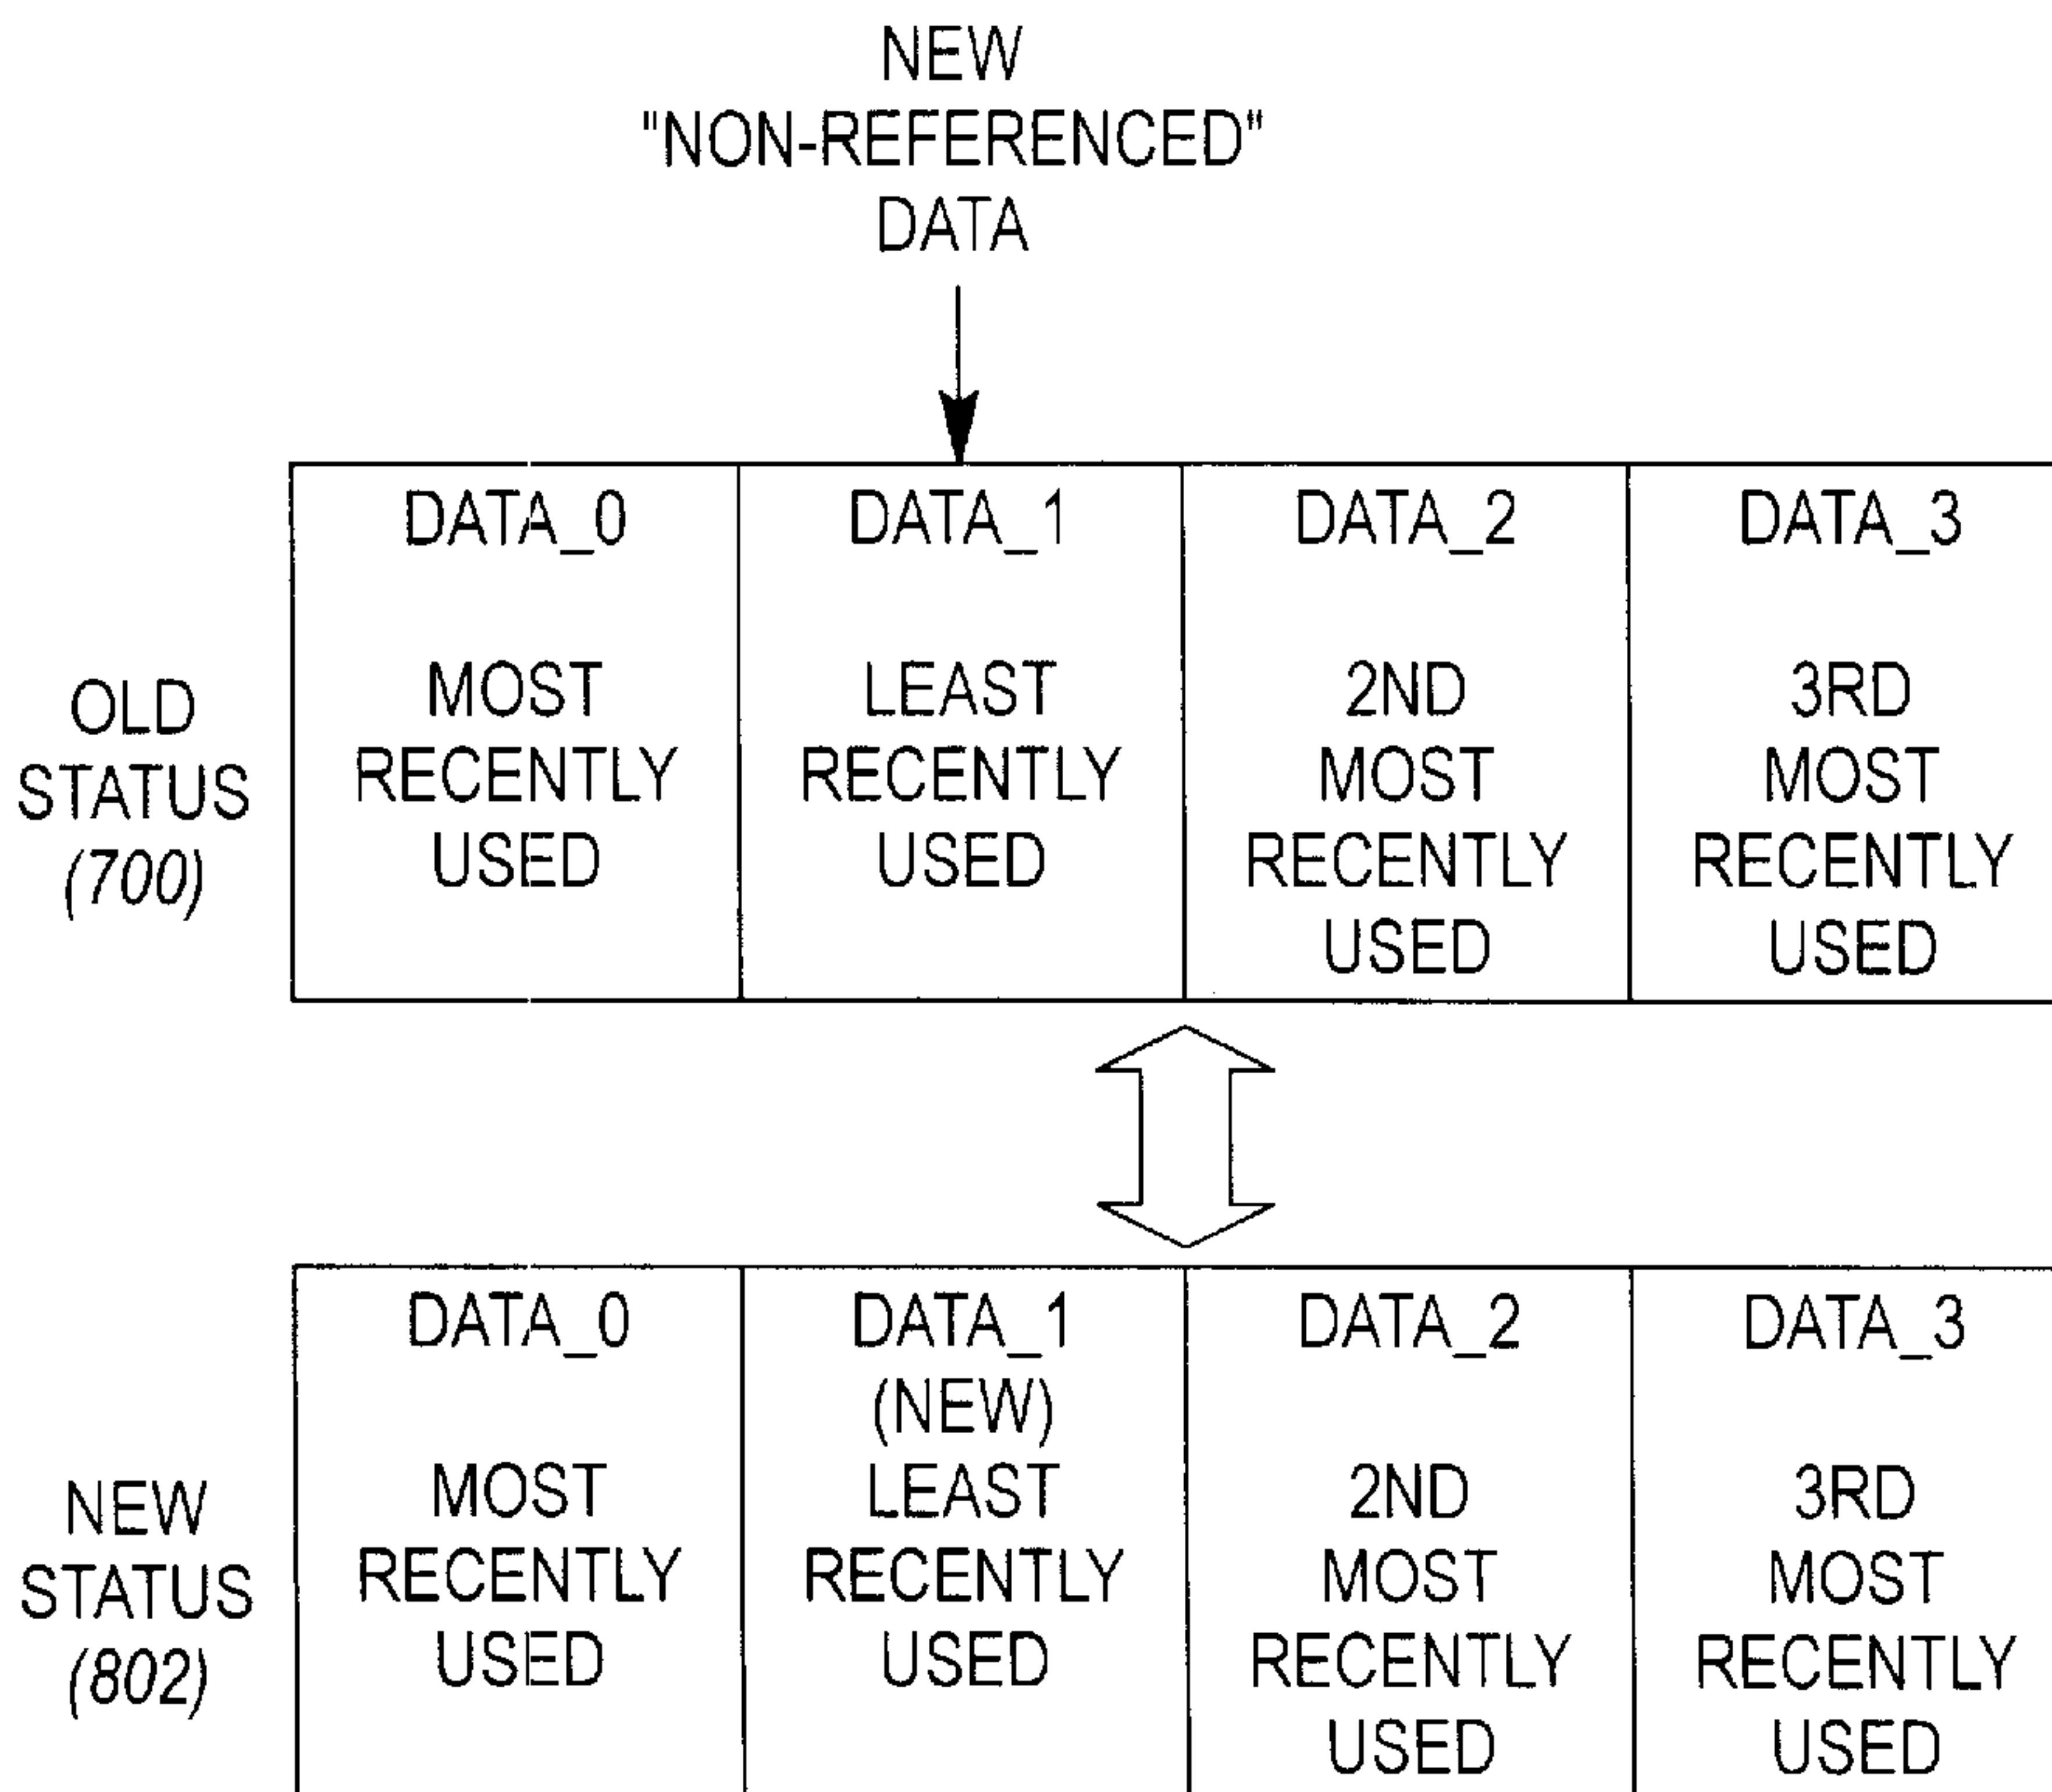 NEW
"NON-REFERENCED"
DATA
DATA_0 DATA_1 DATA_2 DATA_3
OLD
STATUS
(700)
MOST
RECENTLY
USED
LEAST
RECENTLY
USED
2ND
MOST
RECENTLY
USED
3RD
MOST
RECENTLY
USED
DATA_0 DATA_1 DATA_2 DATA_3
(NEW)
NEW
STATUS
(802)
MOST
RECENTLY
USED
LEAST
RECENTLY
USED
2ND
MOST
RECENTLY
USED
3RD
MOST
RECENTLY
USED